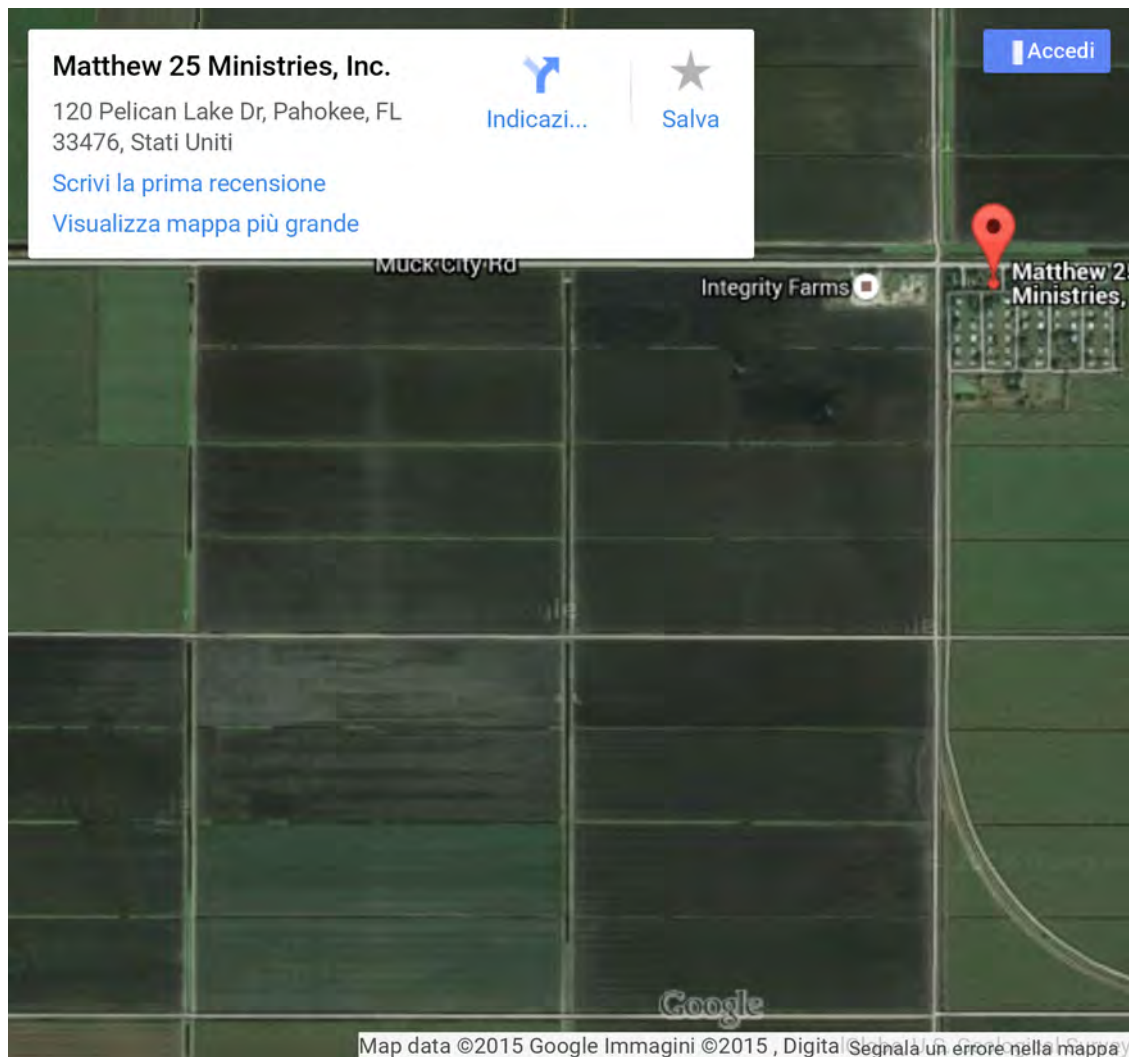 Matthew 25 Ministries, Inc.
120 Pelican Lake Dr, Pahokee, FL
33476, Stati Uniti
Scrivi la prima recensione
Visualizza mappa più grande
Indicazi...
Salva
Accedi
Muck City Rd
Integrity Farms
Matthew 25
Ministries,
Google
Map data ©2015 Google Immagini ©2015 , Digital
Segnala un errore nella mappa